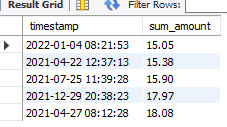 Result Grid Filter Rows:
timestamp sum_amount
2022-01-04 08:21:53 15.05
2021-04-22 12:37:13 15.38
2021-07-25 11:39:28 15.90
2021-12-29 20:38:23 17.97
2021-04-27 08:12:28 18.08